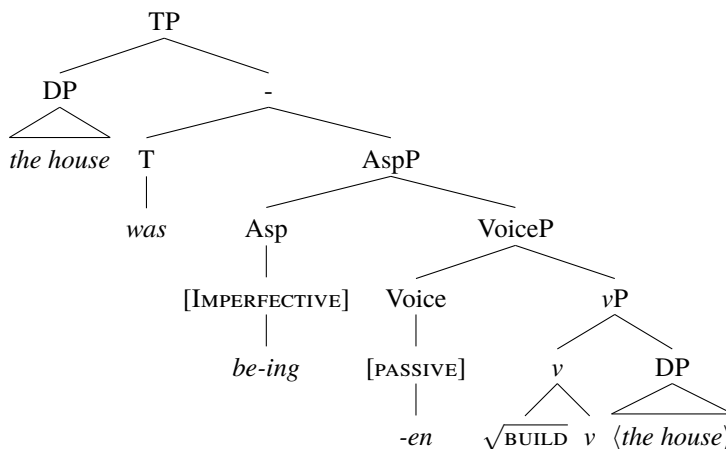 TP
DP -
the house T AspP
was Asp VoiceP
[IMPERFECTIVE] Voice vP
be-ing [PASSIVE] v DP
-en √BUILD v ⟨the house⟩